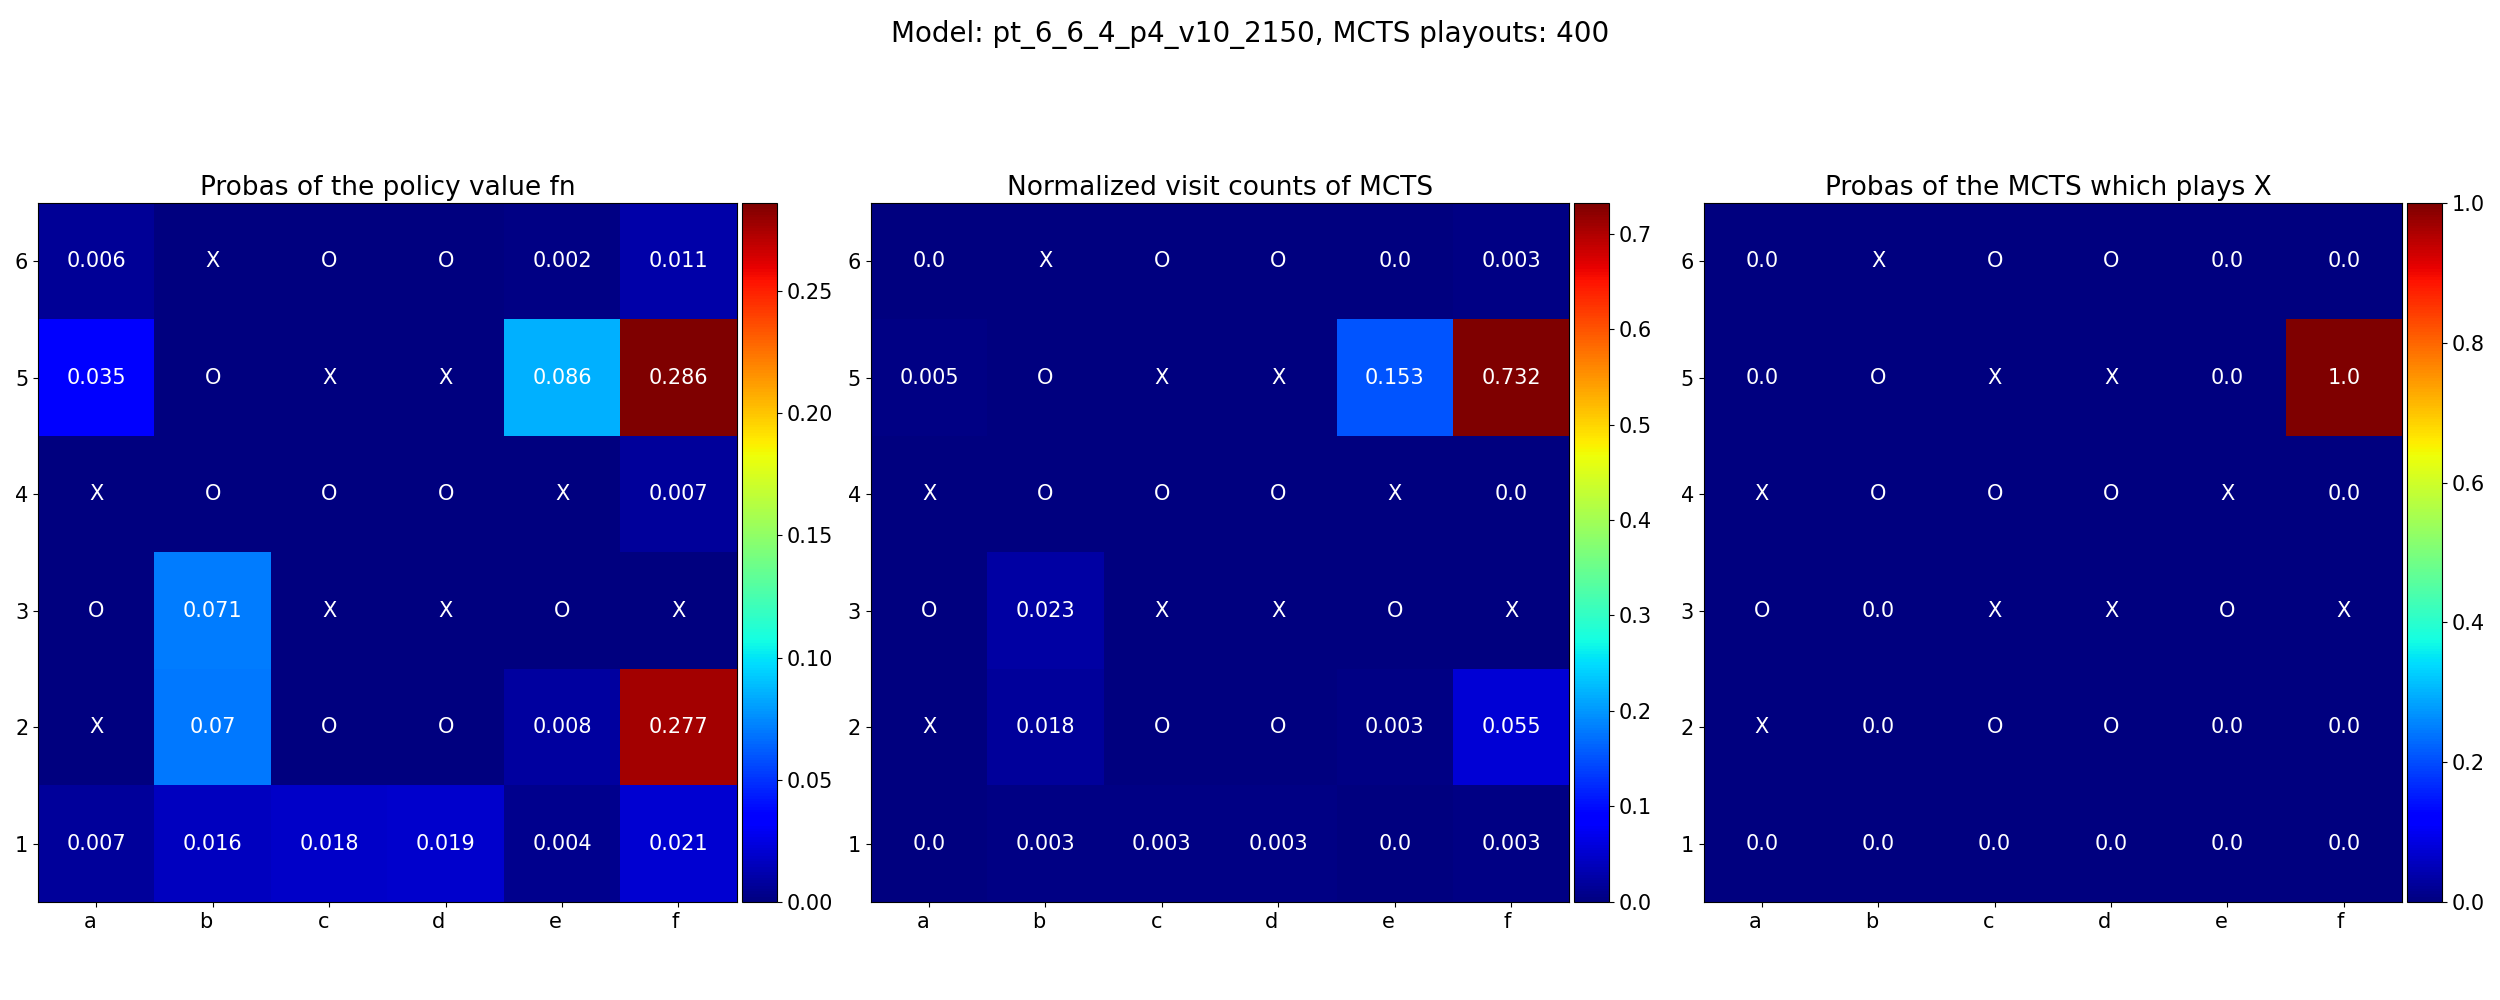 Model: pt_6_6_4_p4_v10_2150, MCTS playouts: 400
Probas of the policy value fn
6 0.006 X O O 0.002 0.011
5 0.035 O X X 0.086 0.286
4 X O O O X 0.007
3 O 0.071 X X O X
2 X 0.07 O O 0.008 0.277
1 0.007 0.016 0.018 0.019 0.004 0.021
a b c d e f
0.25
0.20
0.15
0.10
0.05
0.00
Normalized visit counts of MCTS
6 0.0 X O O 0.0 0.003
5 0.005 O X X 0.153 0.732
4 X O O O X 0.0
3 O 0.023 X X O X
2 X 0.018 O O 0.003 0.055
1 0.0 0.003 0.003 0.003 0.0 0.003
a b c d e f
0.7
0.6
0.5
0.4
0.3
0.2
0.1
0.0
Probas of the MCTS which plays X
6 0.0 X O O 0.0 0.0
5 0.0 O X X 0.0 1.0
4 X O O O X 0.0
3 O 0.0 X X O X
2 X 0.0 O O 0.0 0.0
1 0.0 0.0 0.0 0.0 0.0 0.0
a b c d e f
1.0
0.8
0.6
0.4
0.2
0.0